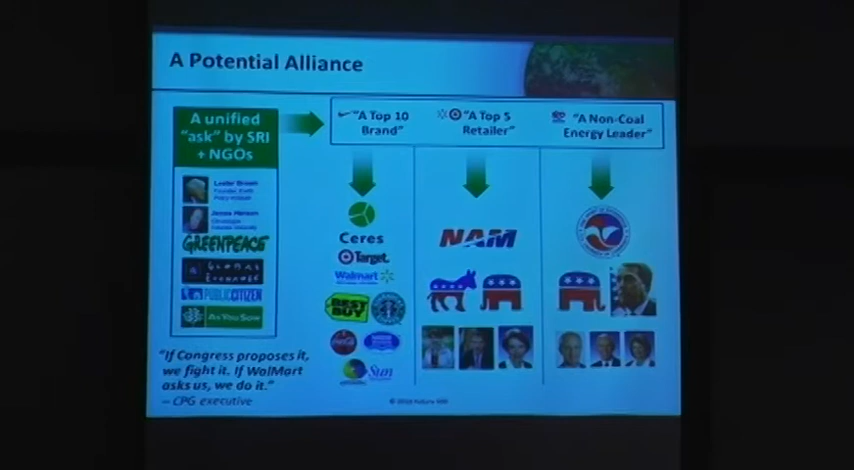 A Potential Alliance
A unified
"ask" by SRI
+ NGOs
"A Top 10
Brand"
"A Top 5
Retailer"
"A Non-Coal
Energy Leader"
Lester Brown
James Hansen
GREENPEACE
PUBLIC CITIZEN
AS YOU SOW
Ceres
Target
Walmart
BEST
BUY
Sun
NAM
"If Congress proposes it,
we fight it. If WalMart
asks us, we do it."
– CPG executive